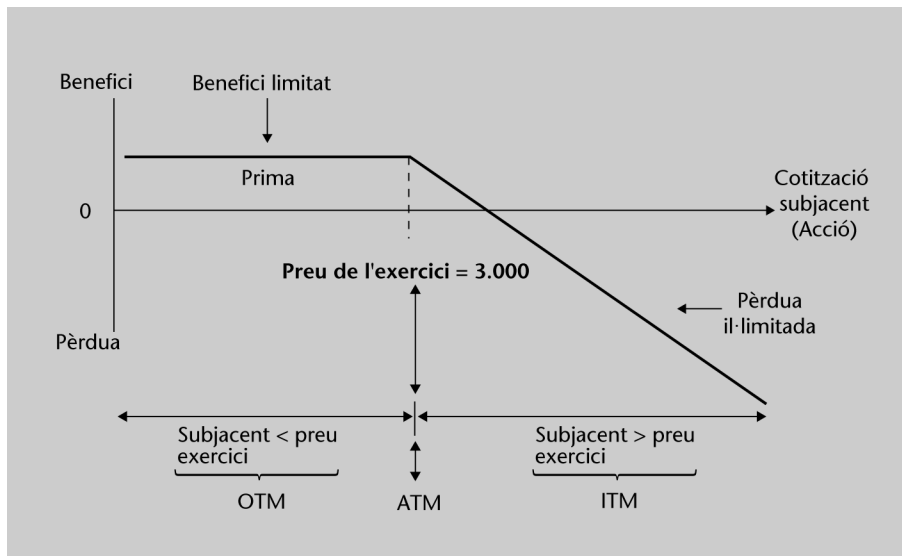 Benefici
Benefici limitat
Prima
Cotització
subjacent
(Acció)
0
Preu de l'exercici = 3.000
Pèrdua
il·limitada
Pèrdua
Subjacent < preu
exercici
Subjacent > preu
exercici
OTM
ATM
ITM